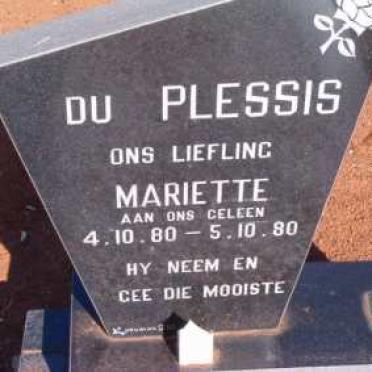 DU PLESSIS
ONS LIEFLING
MARIETTE
AAN ONS GELEEN
4.10.80 – 5.10.80
HY NEEM EN
GEE DIE MOOISTE